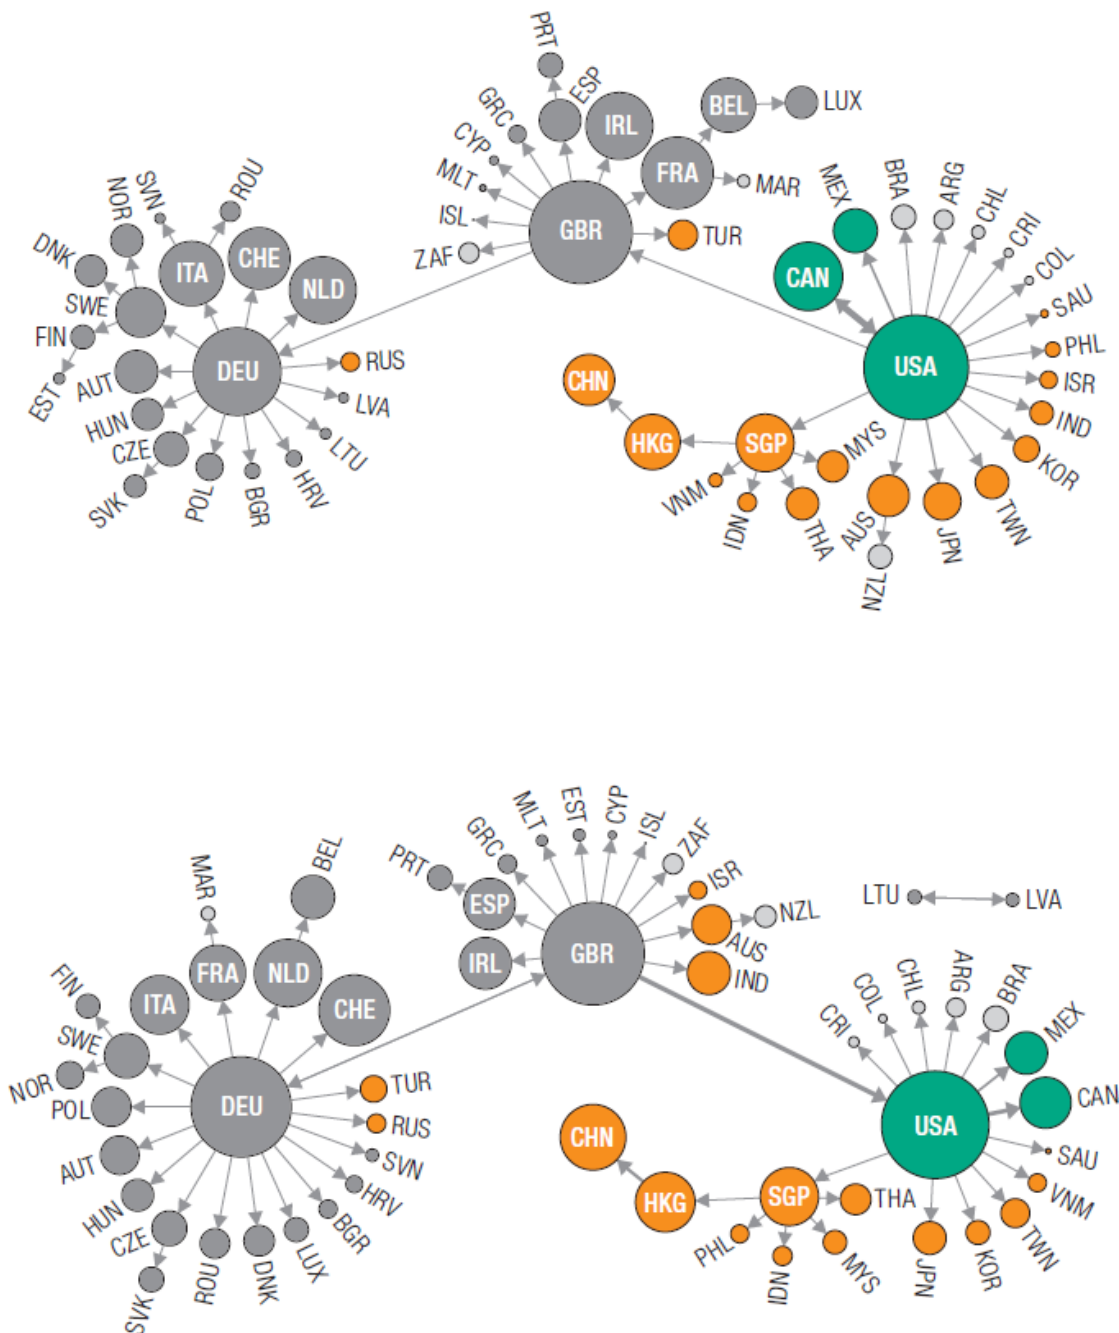 PRT
ESP
GRC
IRL
BEL
LUX
CYP
FRA
MAR
MLT
ISL
GBR
TUR
ZAF
SVN
ROU
NOR
CHE
DNK
ITA
NLD
SWE
FIN
DEU
RUS
EST
AUT
LVA
HUN
LTU
CZE
HRV
SVK
POL
BGR
MEX
BRA
ARG
CHL
CRI
COL
CAN
SAU
USA
PHL
ISR
IND
KOR
TWN
JPN
AUS
NZL
CHN
HKG
SGP
MYS
VNM
IDN
THA
MAR
BEL
FIN
FRA
NLD
ITA
CHE
SWE
NOR
DEU
TUR
POL
RUS
AUT
SVN
HUN
HRV
CZE
BGR
SVK
ROU
DNK
LUX
PRT
GRC
MLT
EST
CYP
ISL
ZAF
ESP
ISR
NZL
AUS
IRL
GBR
IND
LTU
LVA
CRI
COL
CHL
ARG
BRA
MEX
CAN
USA
SAU
VNM
TWN
KOR
JPN
CHN
HKG
SGP
THA
PHL
IDN
MYS